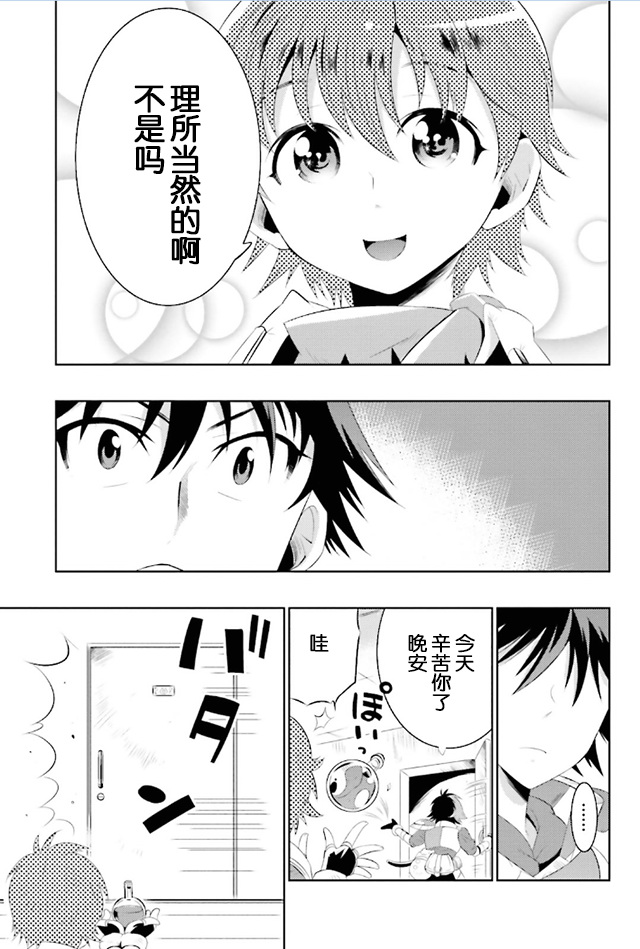 理所当然的啊
不是吗
……
今天
辛苦你了
晚安
ぽいっ
哇
バタン